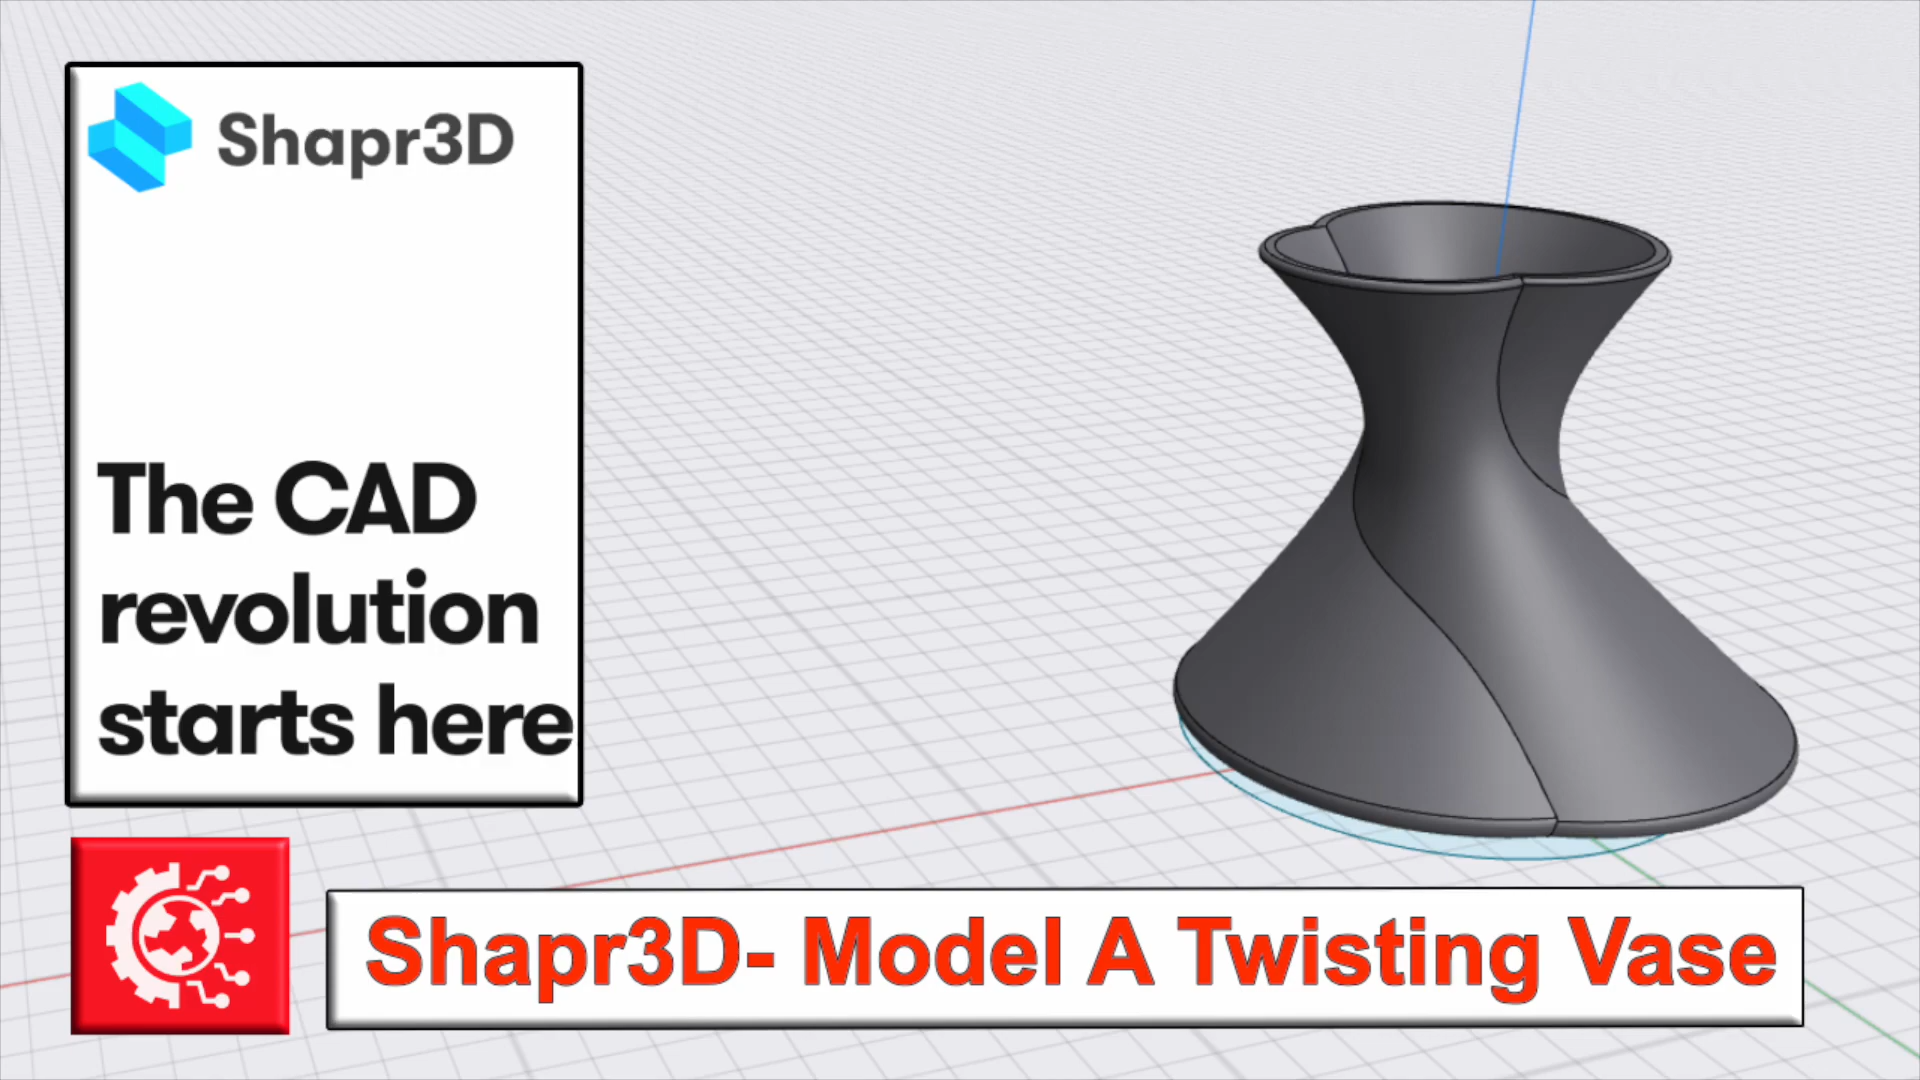 Shapr3D
The CAD
revolution
starts here
Shapr3D- Model A Twisting Vase